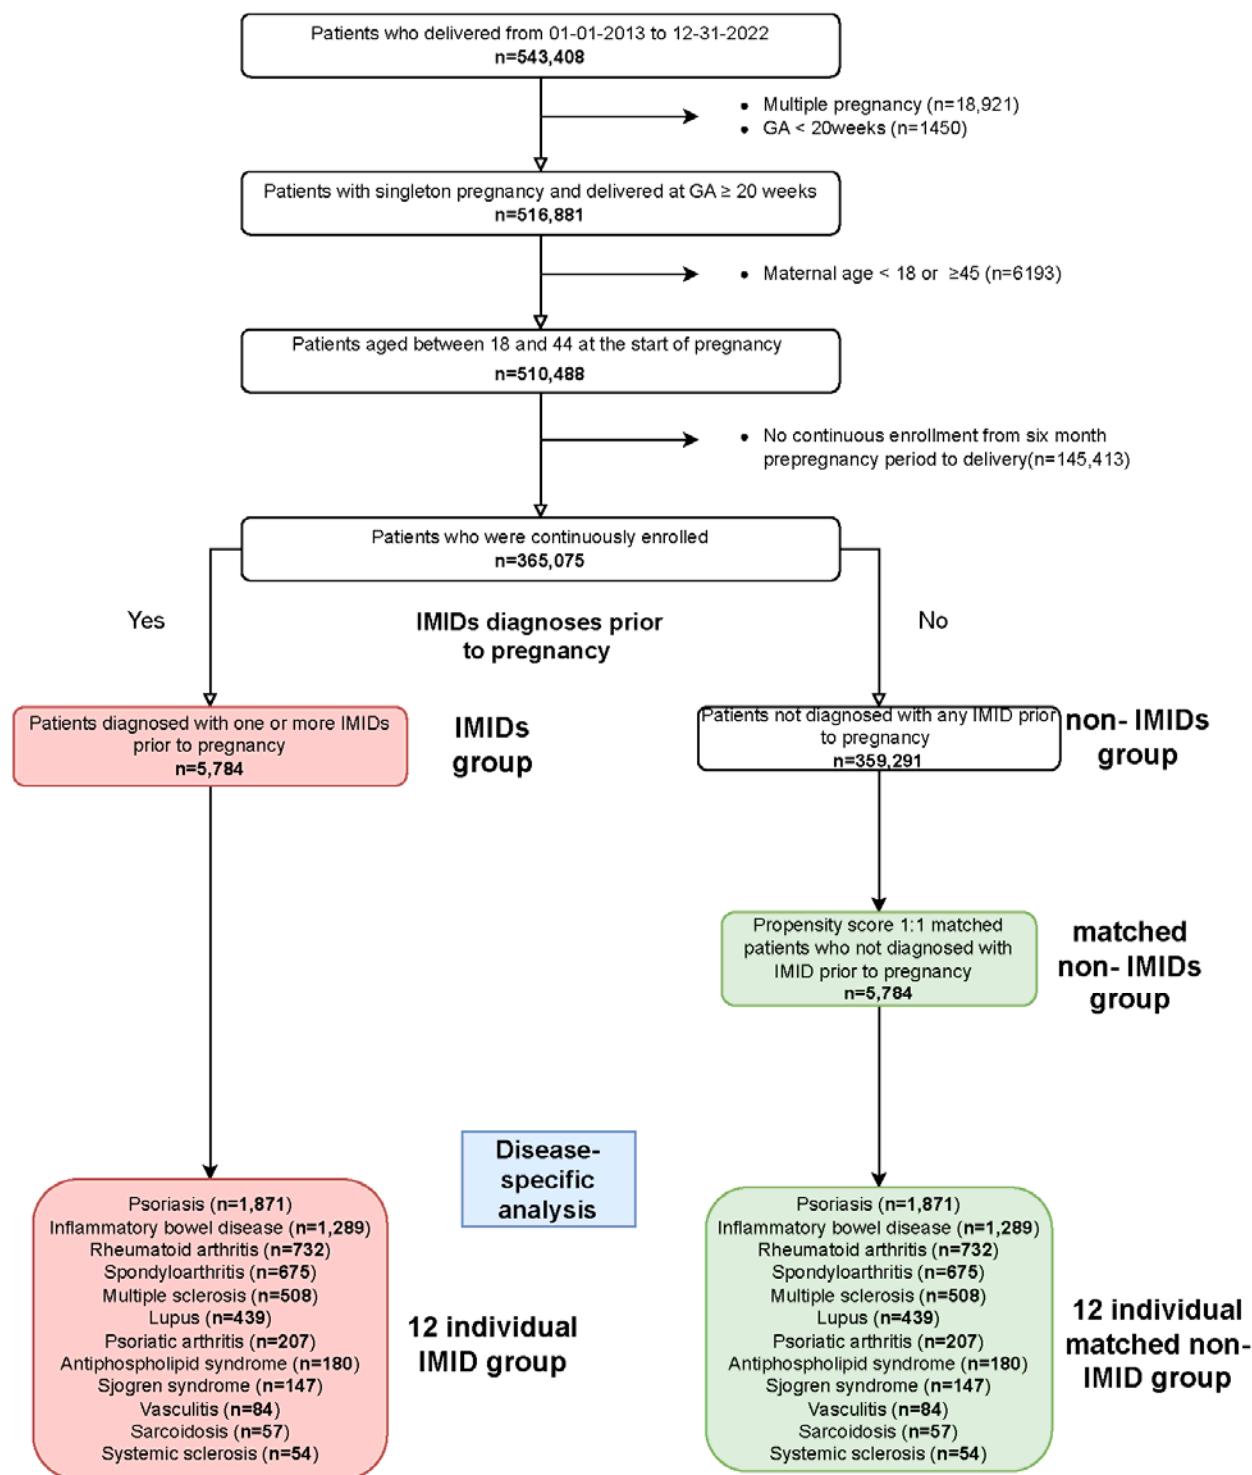 Patients who delivered from 01-01-2013 to 12-31-2022
n=543,408
• Multiple pregnancy (n=18,921)
• GA < 20weeks (n=1450)
Patients with singleton pregnancy and delivered at GA ≥ 20 weeks
n=516,881
• Maternal age < 18 or ≥45 (n=6193)
Patients aged between 18 and 44 at the start of pregnancy
n=510,488
• No continuous enrollment from six month
prepregnancy period to delivery(n=145,413)
Patients who were continuously enrolled
n=365,075
Yes
IMIDs diagnoses prior
to pregnancy
No
Patients diagnosed with one or more IMIDs
prior to pregnancy
n=5,784
IMIDs
group
Patients not diagnosed with any IMID prior
to pregnancy
n=359,291
non- IMIDs
group
Propensity score 1:1 matched
patients who not diagnosed with
IMID prior to pregnancy
n=5,784
matched
non- IMIDs
group
Disease-
specific
analysis
Psoriasis (n=1,871)
Inflammatory bowel disease (n=1,289)
Rheumatoid arthritis (n=732)
Spondyloarthritis (n=675)
Multiple sclerosis (n=508)
Lupus (n=439)
Psoriatic arthritis (n=207)
Antiphospholipid syndrome (n=180)
Sjogren syndrome (n=147)
Vasculitis (n=84)
Sarcoidosis (n=57)
Systemic sclerosis (n=54)
12 individual
IMID group
Psoriasis (n=1,871)
Inflammatory bowel disease (n=1,289)
Rheumatoid arthritis (n=732)
Spondyloarthritis (n=675)
Multiple sclerosis (n=508)
Lupus (n=439)
Psoriatic arthritis (n=207)
Antiphospholipid syndrome (n=180)
Sjogren syndrome (n=147)
Vasculitis (n=84)
Sarcoidosis (n=57)
Systemic sclerosis (n=54)
12 individual
matched non-
IMID group